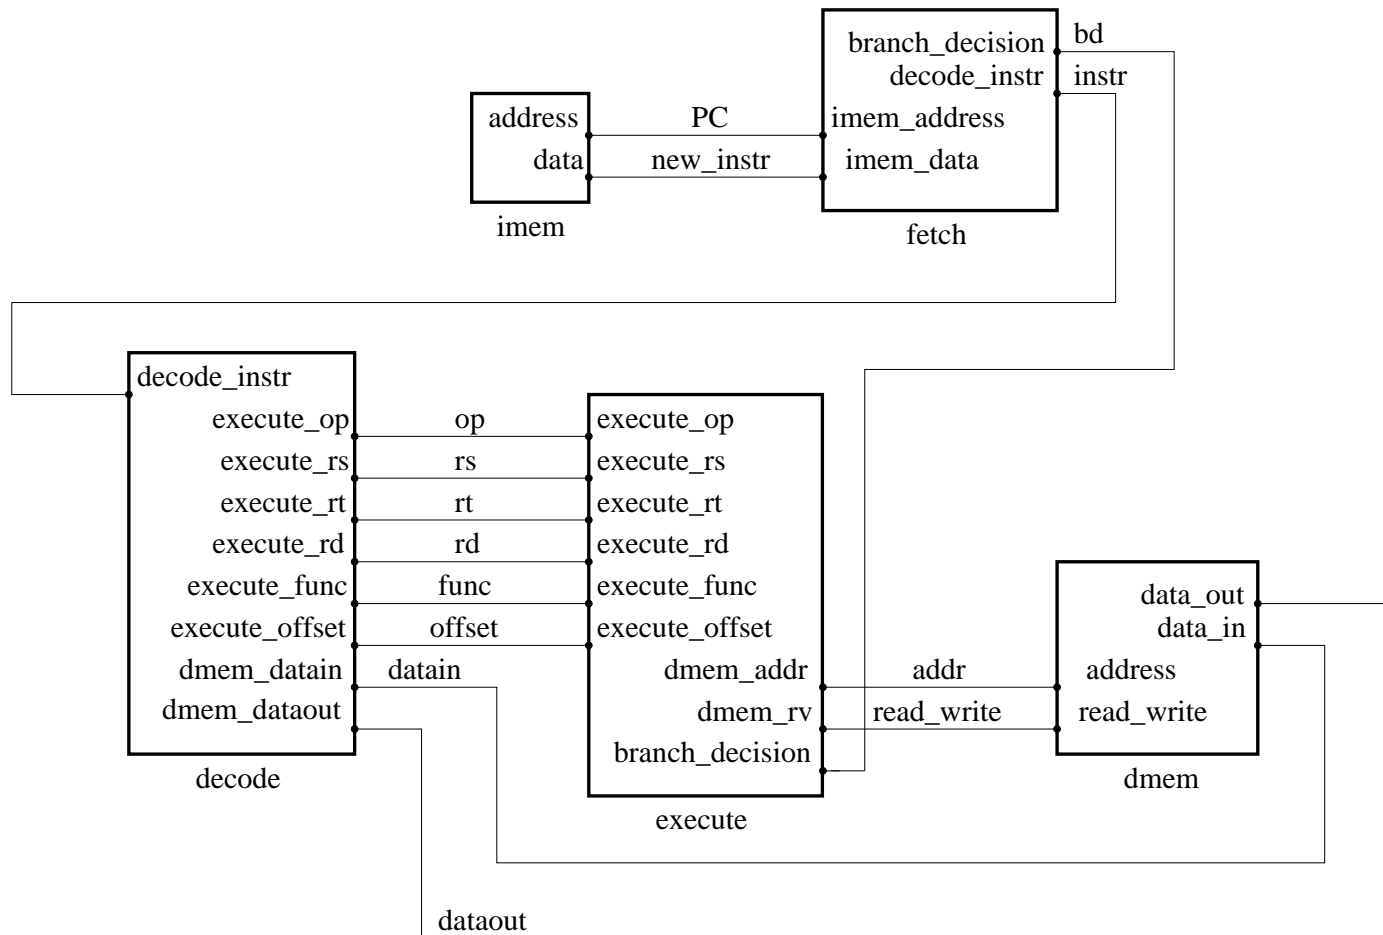 branch_decision bd
decode_instr instr
address PC imem_address
data new_instr imem_data
imem
fetch
decode_instr
execute_op op execute_op
execute_rs rs execute_rs
execute_rt rt execute_rt
execute_rd rd execute_rd
execute_func func execute_func
data_out
execute_offset offset execute_offset
data_in
dmem_datain datain dmem_addr addr address
dmem_dataout dmem_rv read_write read_write
branch_decision
decode
dmem
execute
dataout